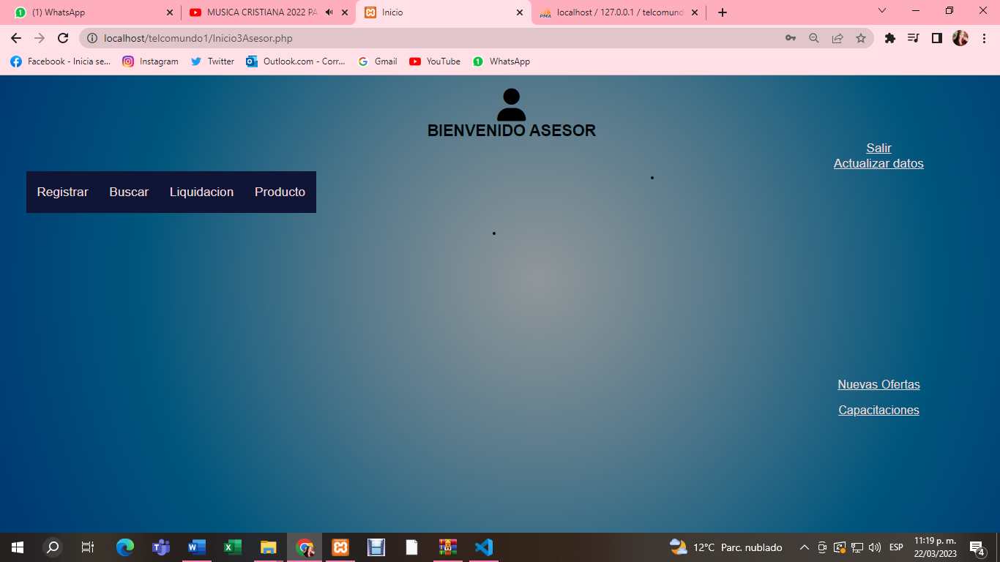 (1) WhatsApp
MUSICA CRISTIANA 2022 PA
Inicio
localhost / 127.0.0.1 / telcomund
localhost/telcomundo1/Inicio3Asesor.php
Facebook - Inicia se...
Instagram
Twitter
Outlook.com - Corr...
Gmail
YouTube
WhatsApp
BIENVENIDO ASESOR
Salir
Actualizar datos
Registrar Buscar Liquidacion Producto
Nuevas Ofertas
Capacitaciones
12°C Parc. nublado
ESP
11:19 p. m.
22/03/2023
4